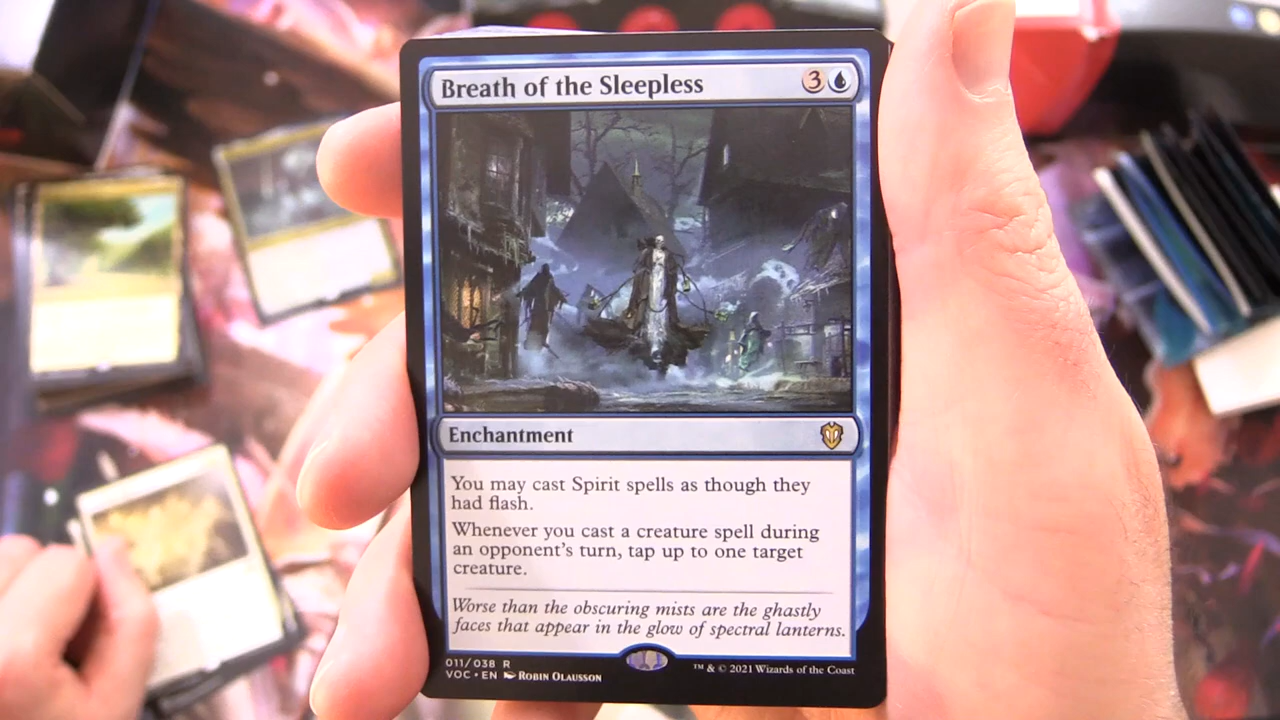 Breath of the Sleepless 3
Enchantment
You may cast Spirit spells as though they
had flash.
Whenever you cast a creature spell during
an opponent's turn, tap up to one target
creature.
Worse than the obscuring mists are the ghastly
faces that appear in the glow of spectral lanterns.
011/038 R
VOC • EN Robin Olausson
™ & © 2021 Wizards of the Coast